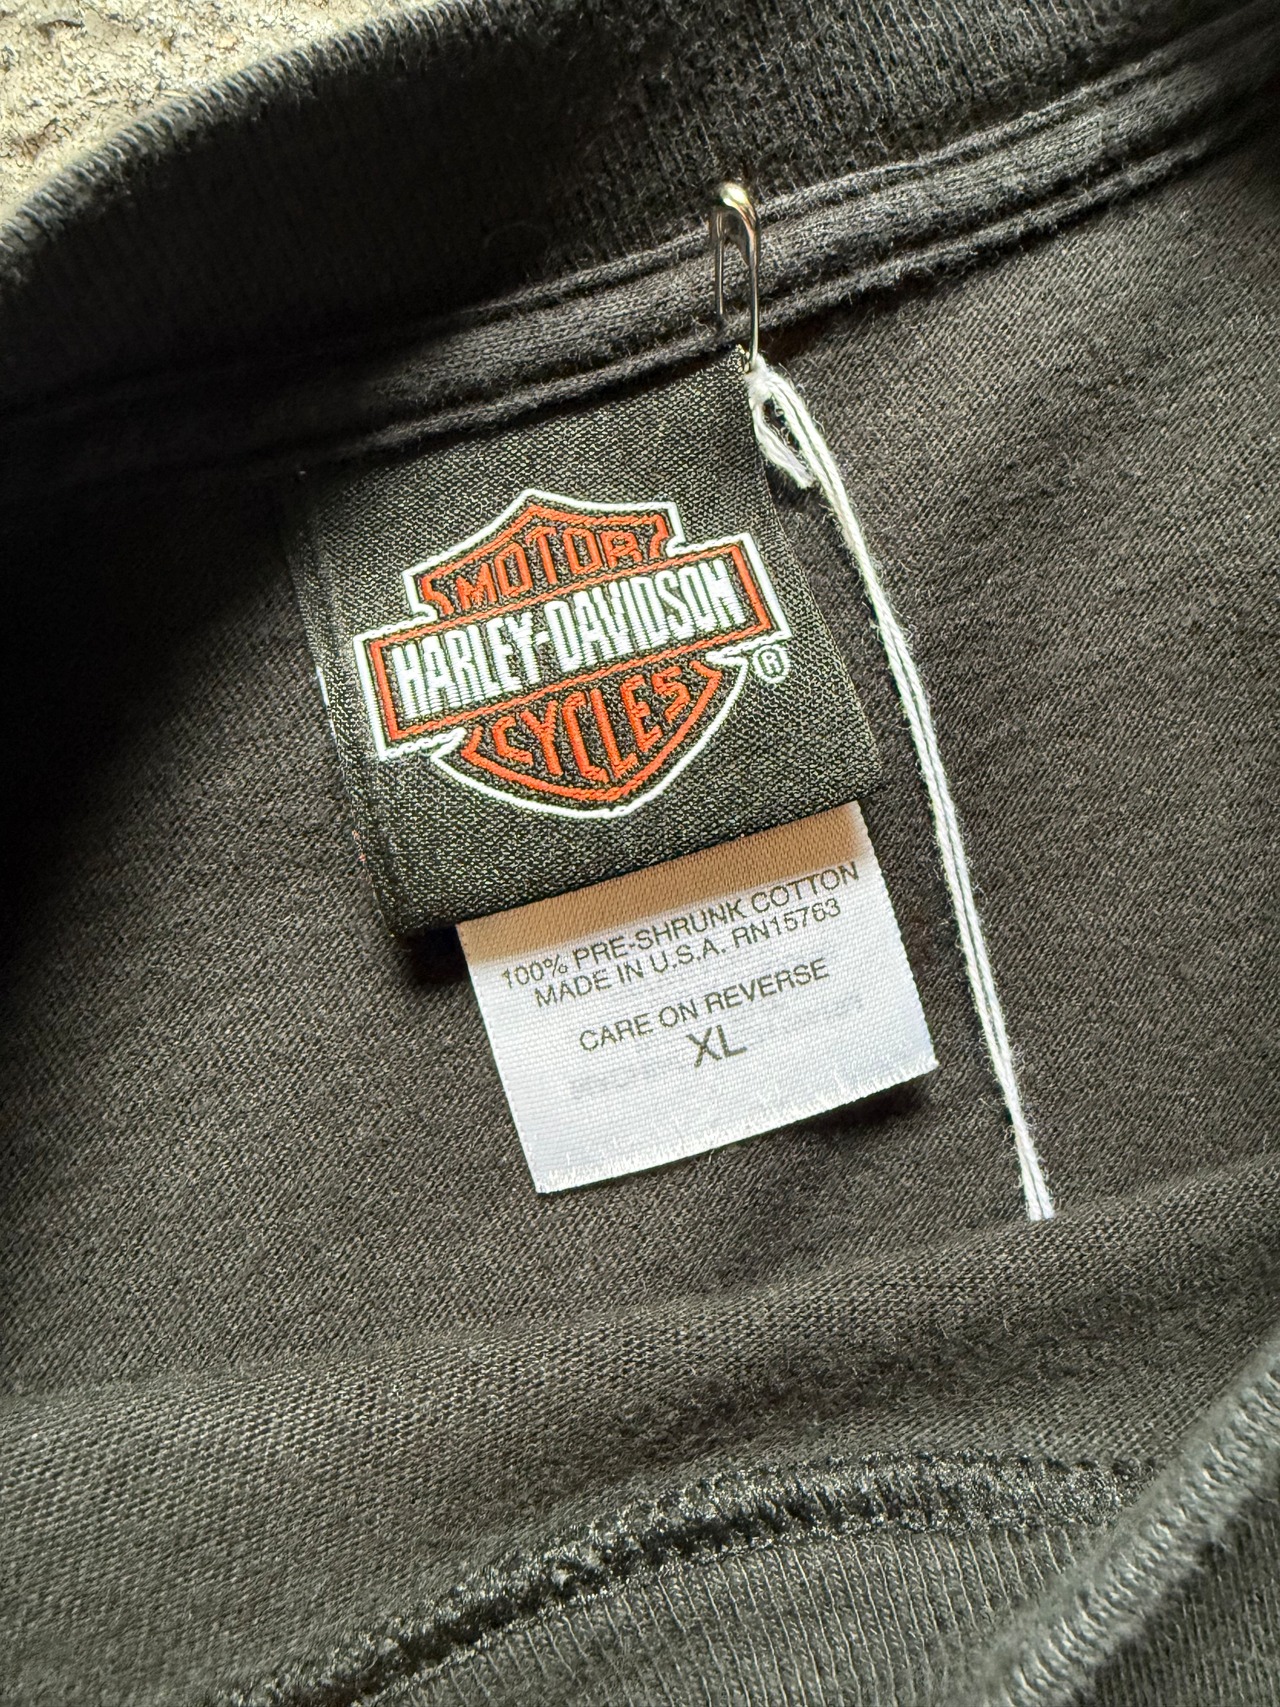 MOTOR
HARLEY-DAVIDSON
®
CYCLES
100% PRE-SHRUNK COTTON
MADE IN U.S.A. RN15763
CARE ON REVERSE
XL